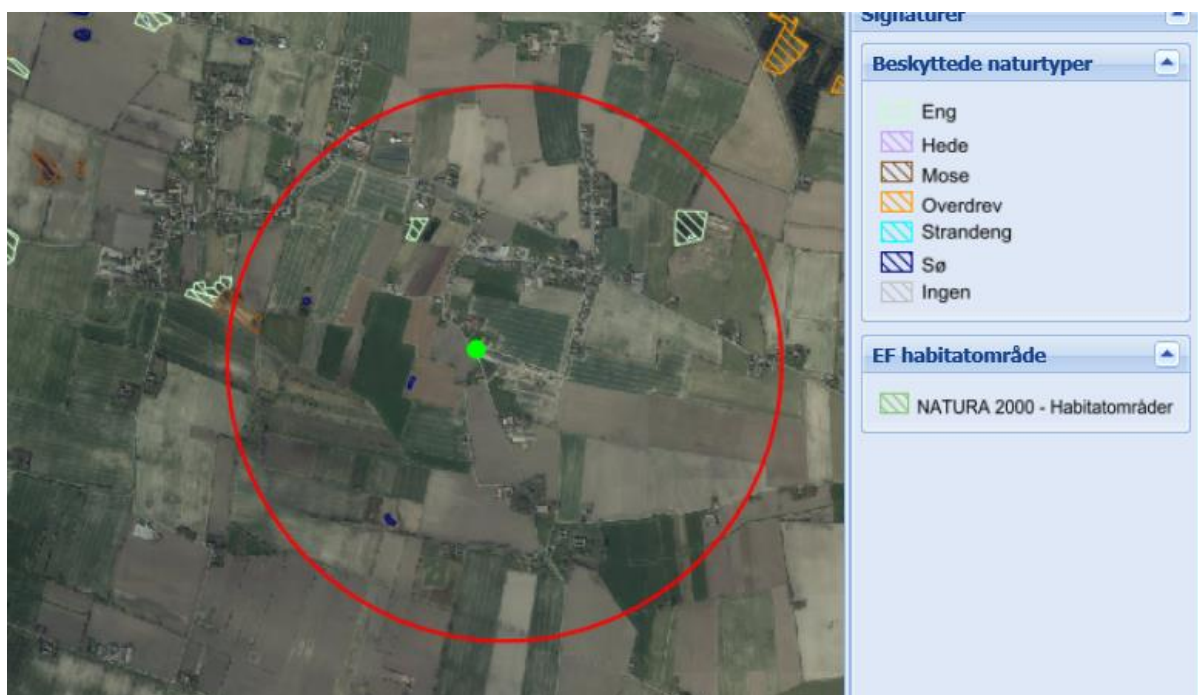 Signaturer
Beskyttede naturtyper
Eng
Hede
Mose
Overdrev
Strandeng
Sø
Ingen
EF habitatområde
NATURA 2000 - Habitatområder